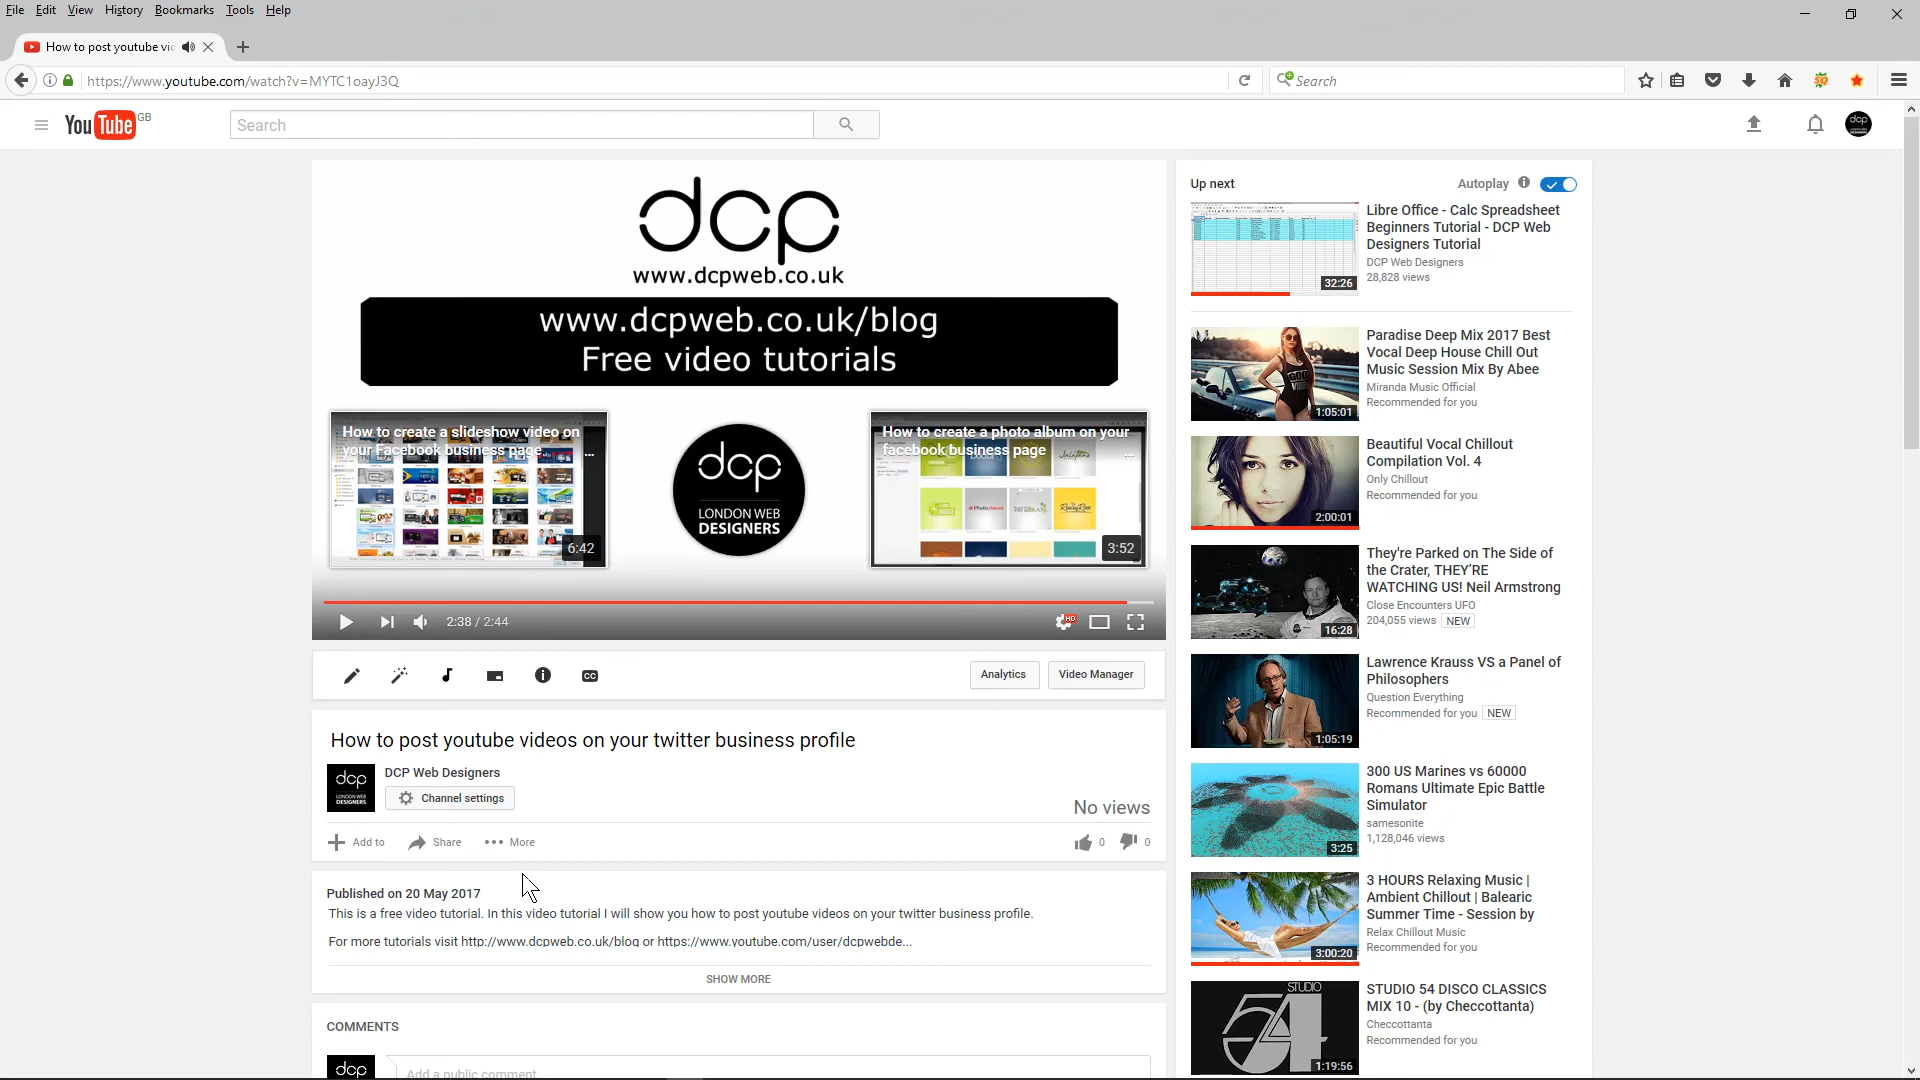 File Edit View History Bookmarks Tools Help
How to post youtube vi
https://www.youtube.com/watch?v=MYTC1oayJ3Q
Search
YouTube GB
Search
dcp
www.dcpweb.co.uk
www.dcpweb.co.uk/blog
Free video tutorials
How to create a slideshow video on
your Facebook business page
6:42
dcp
LONDON WEB
DESIGNERS
How to create a photo album on your
facebook business page
3:52
2:38 / 2:44
HD
CC
Analytics
Video Manager
How to post youtube videos on your twitter business profile
dcp
LONDON WEB
DESIGNERS
DCP Web Designers
Channel settings
No views
Add to
Share
More
0
0
Published on 20 May 2017
This is a free video tutorial. In this video tutorial I will show you how to post youtube videos on your twitter business profile.
For more tutorials visit http://www.dcpweb.co.uk/blog or https://www.youtube.com/user/dcpwebde...
SHOW MORE
COMMENTS
dcp
Add a public comment
Up next
Autoplay
Libre Office - Calc Spreadsheet
Beginners Tutorial - DCP Web
Designers Tutorial
DCP Web Designers
28,828 views
32:26
Paradise Deep Mix 2017 Best
Vocal Deep House Chill Out
Music Session Mix By Abee
Miranda Music Official
Recommended for you
1:05:01
Beautiful Vocal Chillout
Compilation Vol. 4
Only Chillout
Recommended for you
2:00:01
They're Parked on The Side of
the Crater, THEY'RE
WATCHING US! Neil Armstrong
Close Encounters UFO
204,055 views NEW
16:28
Lawrence Krauss VS a Panel of
Philosophers
Question Everything
Recommended for you NEW
1:05:19
300 US Marines vs 60000
Romans Ultimate Epic Battle
Simulator
samesonite
1,128,046 views
3:25
3 HOURS Relaxing Music |
Ambient Chillout | Balearic
Summer Time - Session by
Relax Chillout Music
Recommended for you
3:00:20
STUDIO
54
STUDIO 54 DISCO CLASSICS
MIX 10 - (by Checcottanta)
Checcottanta
Recommended for you
1:19:56